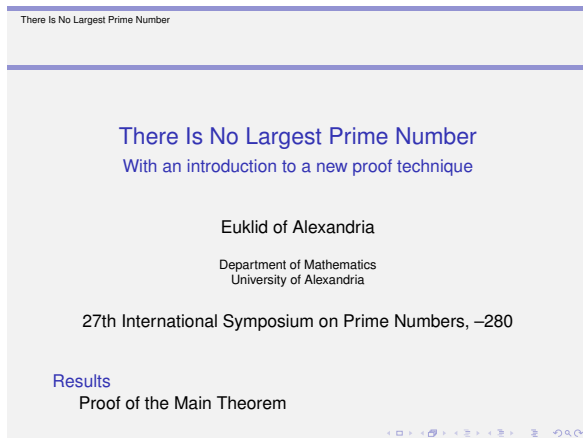 There Is No Largest Prime Number
There Is No Largest Prime Number
With an introduction to a new proof technique
Euklid of Alexandria
Department of Mathematics
University of Alexandria
27th International Symposium on Prime Numbers, –280
Results
Proof of the Main Theorem